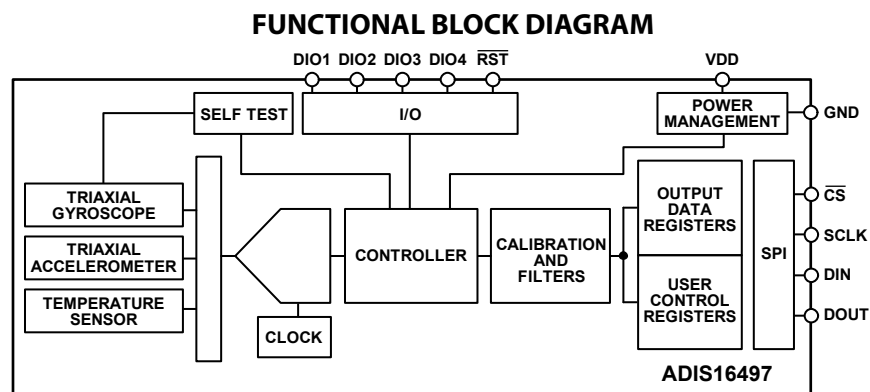 FUNCTIONAL BLOCK DIAGRAM
DIO1 DIO2 DIO3 DIO4 RST VDD
SELF TEST
I/O
POWER
MANAGEMENT
GND
TRIAXIAL
GYROSCOPE
TRIAXIAL
ACCELEROMETER
TEMPERATURE
SENSOR
CLOCK
CONTROLLER
CALIBRATION
AND
FILTERS
OUTPUT
DATA
REGISTERS
USER
CONTROL
REGISTERS
SPI
CS
SCLK
DIN
DOUT
ADIS16497